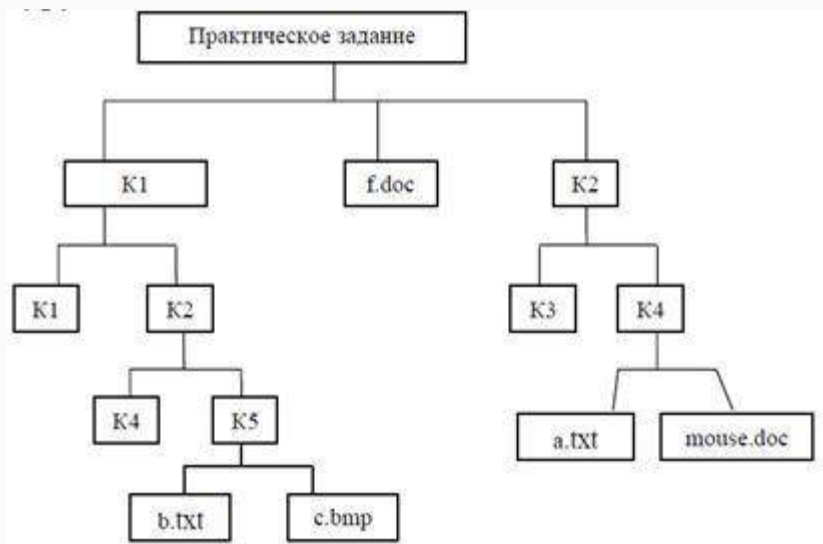 Практическое задание
К1
f.doc
К2
К1
К2
К3
К4
К4
К5
a.txt
mouse.doc
b.txt
c.bmp